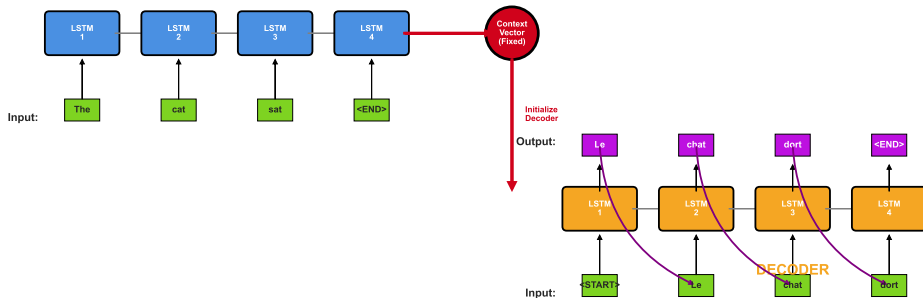 LSTM
1
LSTM
2
LSTM
3
LSTM
4
Context
Vector
(Fixed)
Input:
The
cat
sat
<END>
Initialize
Decoder
Output:
Le
chat
dort
<END>
LSTM
1
LSTM
2
LSTM
3
LSTM
4
DECODER
Input:
<START>
Le
chat
dort